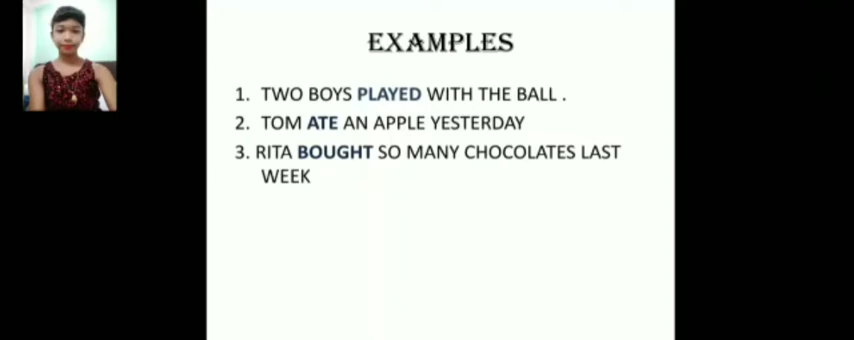 EXAMPLES
1. TWO BOYS PLAYED WITH THE BALL .
2. TOM ATE AN APPLE YESTERDAY
3. RITA BOUGHT SO MANY CHOCOLATES LAST
WEEK